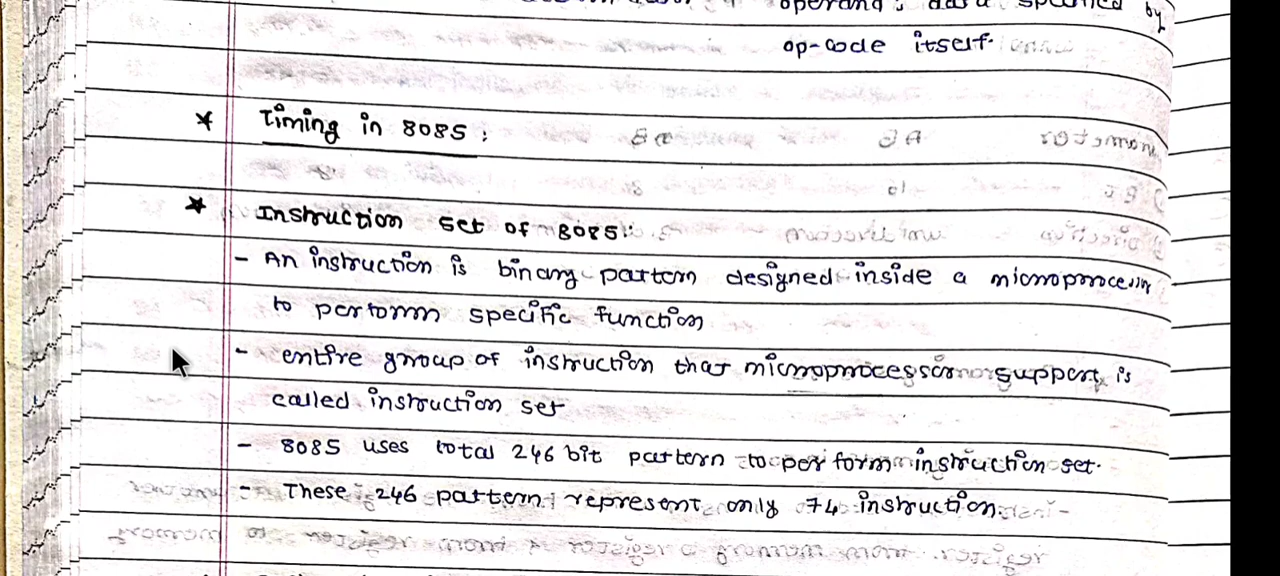 operand: data specified by
op-code itself.
* Timing in 8085:
* Instruction set of 8085:
- An instruction is binary pattern designed inside a microprocessor
to perform specific function
- entire group of instruction that microprocessor support is
called instruction set
- 8085 uses total 246 bit pattern to perform instruction set.
- These 246 pattern represent only 74 instruction.